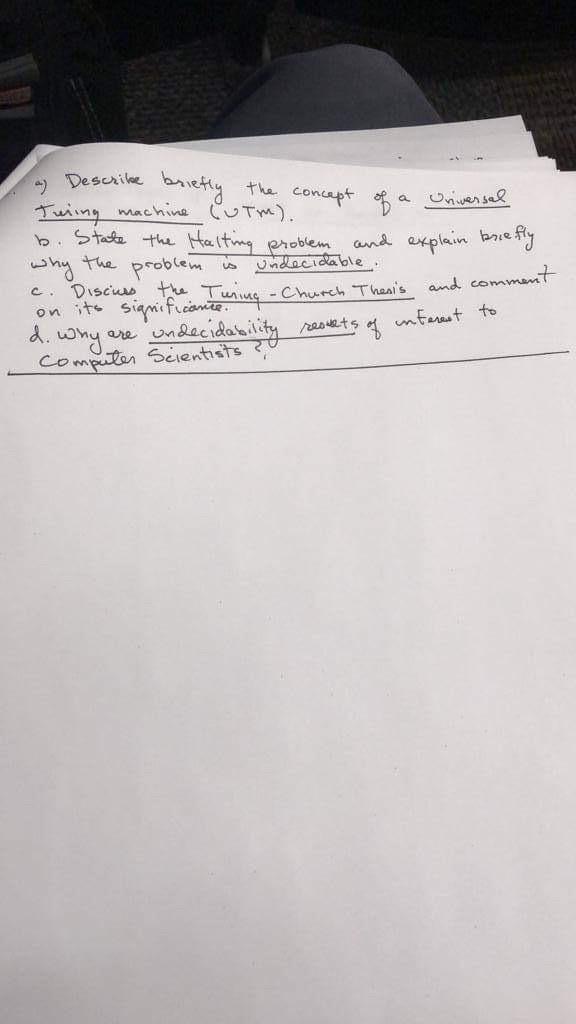 a) Describe briefly the concept of a Universal
Turing machine (UTM).
b. State the Halting problem and explain briefly
why the problem is undecidable.
c. Discuss the Turing - Church Thesis and comment
on its significance.
d. Why are undecidability results of interest to
Computer Scientists?